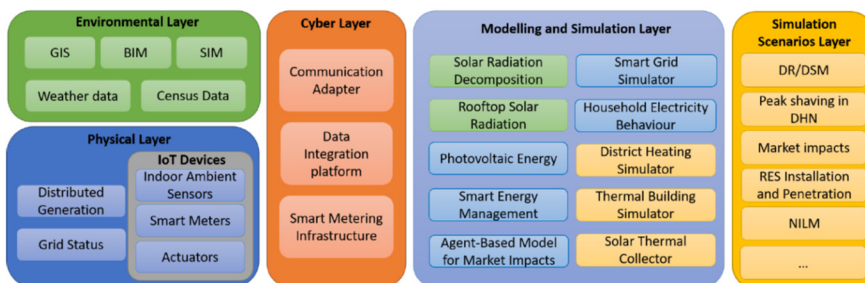 Environmental Layer
GIS
BIM
SIM
Weather data
Census Data
Physical Layer
IoT Devices
Distributed
Generation
Grid Status
Indoor Ambient
Sensors
Smart Meters
Actuators
Cyber Layer
Communication
Adapter
Data
Integration
platform
Smart Metering
Infrastructure
Modelling and Simulation Layer
Solar Radiation
Decomposition
Smart Grid
Simulator
Rooftop Solar
Radiation
Household Electricity
Behaviour
Photovoltaic Energy
District Heating
Simulator
Smart Energy
Management
Thermal Building
Simulator
Agent-Based Model
for Market Impacts
Solar Thermal
Collector
Simulation
Scenarios Layer
DR/DSM
Peak shaving in
DHN
Market impacts
RES Installation
and Penetration
NILM
...